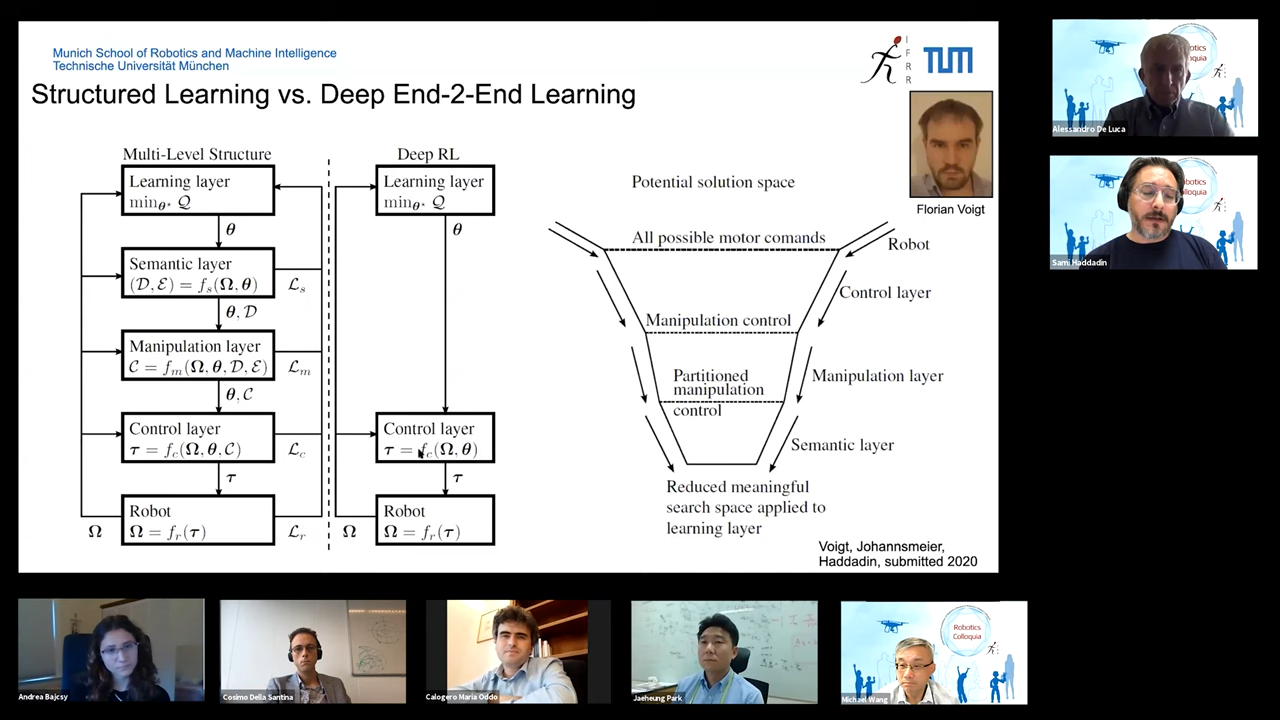 Munich School of Robotics and Machine Intelligence
Technische Universität München
Structured Learning vs. Deep End-2-End Learning
I
F
R
R
TUM
Florian Voigt
Multi-Level Structure
Learning layer
min_θ* Q
θ
Semantic layer
(D, E) = f_s(Ω, θ)
L_s
θ, D
Manipulation layer
C = f_m(Ω, θ, D, E)
L_m
θ, C
Control layer
τ = f_c(Ω, θ, C)
L_c
τ
Robot
Ω = f_r(τ)
Ω
L_r
Deep RL
Learning layer
min_θ* Q
θ
Control layer
τ = f_c(Ω, θ)
τ
Robot
Ω = f_r(τ)
Ω
Potential solution space
All possible motor comands
Robot
Control layer
Manipulation control
Partitioned
manipulation
control
Manipulation layer
Semantic layer
Reduced meaningful
search space applied to
learning layer
Voigt, Johannsmeier,
Haddadin, submitted 2020
Alessandro De Luca
Sami Haddadin
Andrea Bajcsy
Cosimo Della Santina
Calogero Maria Oddo
Jaeheung Park
Robotics
Colloquia
Michael Wang